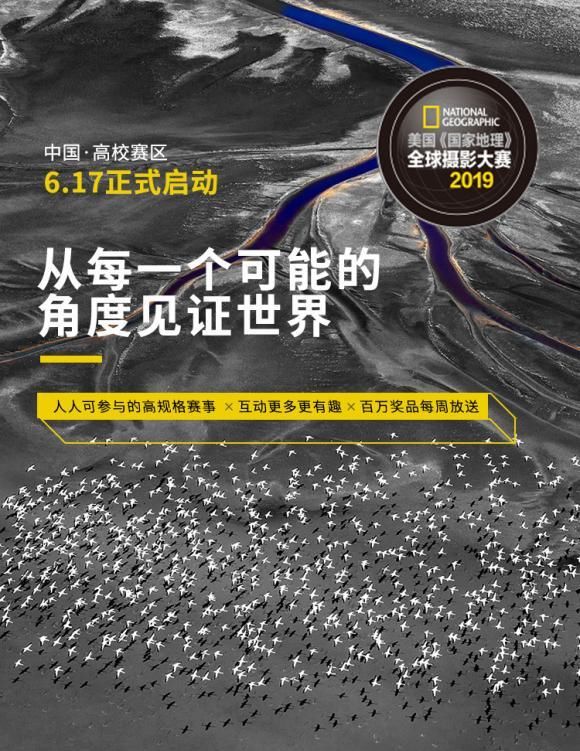 NATIONAL
GEOGRAPHIC
美国《国家地理》
全球摄影大赛
2019
中国·高校赛区
6.17正式启动
从每一个可能的
角度见证世界
人人可参与的高规格赛事 × 互动更多更有趣 × 百万奖品每周放送